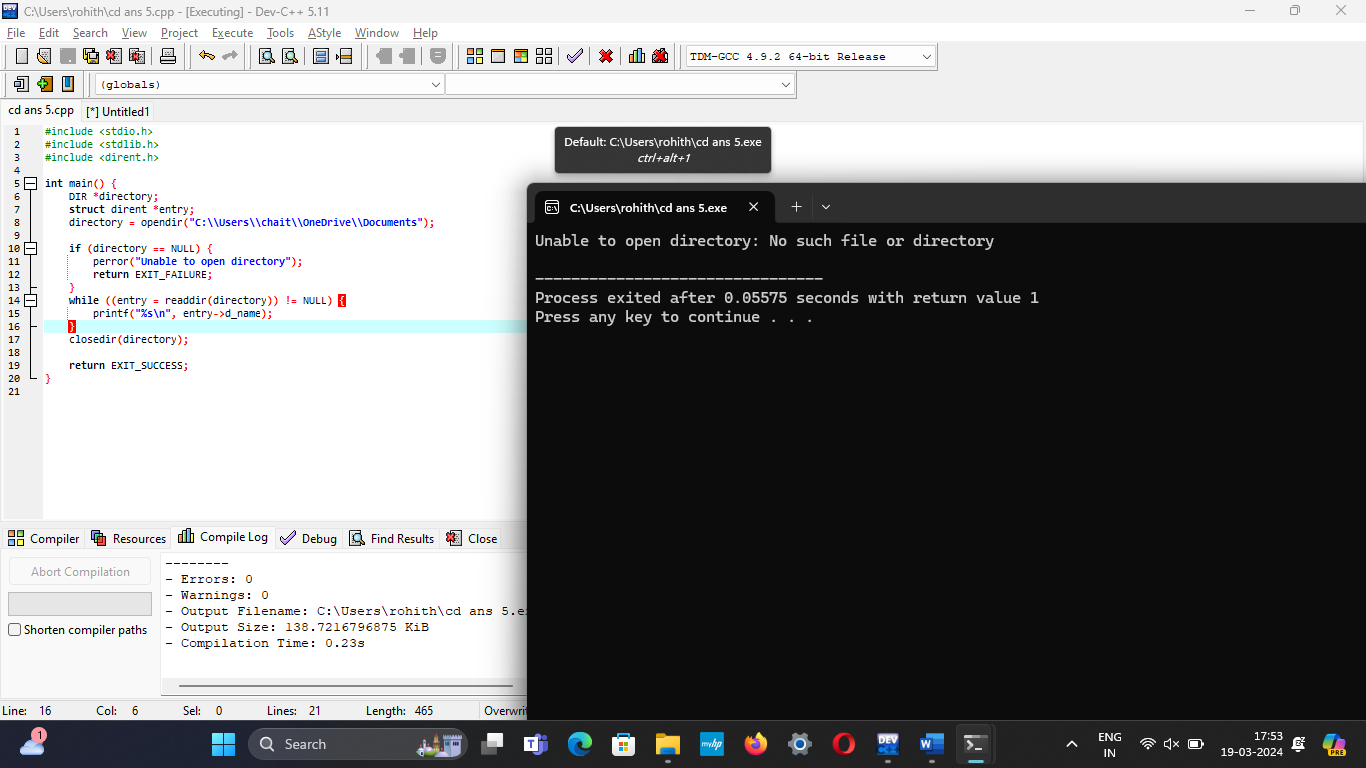 C:\Users\rohith\cd ans 5.cpp - [Executing] - Dev-C++ 5.11
File Edit Search View Project Execute Tools AStyle Window Help
TDM-GCC 4.9.2 64-bit Release
(globals)
cd ans 5.cpp [*] Untitled1
1 #include <stdio.h>
2 #include <stdlib.h>
3 #include <dirent.h>
4
5 int main() {
6 DIR *directory;
7 struct dirent *entry;
8 directory = opendir("C:\\Users\\chait\\OneDrive\\Documents");
9
10 if (directory == NULL) {
11 perror("Unable to open directory");
12 return EXIT_FAILURE;
13 }
14 while ((entry = readdir(directory)) != NULL) {
15 printf("%s\n", entry->d_name);
16 }
17 closedir(directory);
18
19 return EXIT_SUCCESS;
20 }
21
Default: C:\Users\rohith\cd ans 5.exe
ctrl+alt+1
C:\Users\rohith\cd ans 5.exe
Unable to open directory: No such file or directory
--------------------------------
Process exited after 0.05575 seconds with return value 1
Press any key to continue . . .
Compiler Resources Compile Log Debug Find Results Close
Abort Compilation
Shorten compiler paths
--------
- Errors: 0
- Warnings: 0
- Output Filename: C:\Users\rohith\cd ans 5.e
- Output Size: 138.7216796875 KiB
- Compilation Time: 0.23s
Line: 16 Col: 6 Sel: 0 Lines: 21 Length: 465 Overwri
1
Search
DEV
myhp
ENG
IN
17:53
19-03-2024
PRE